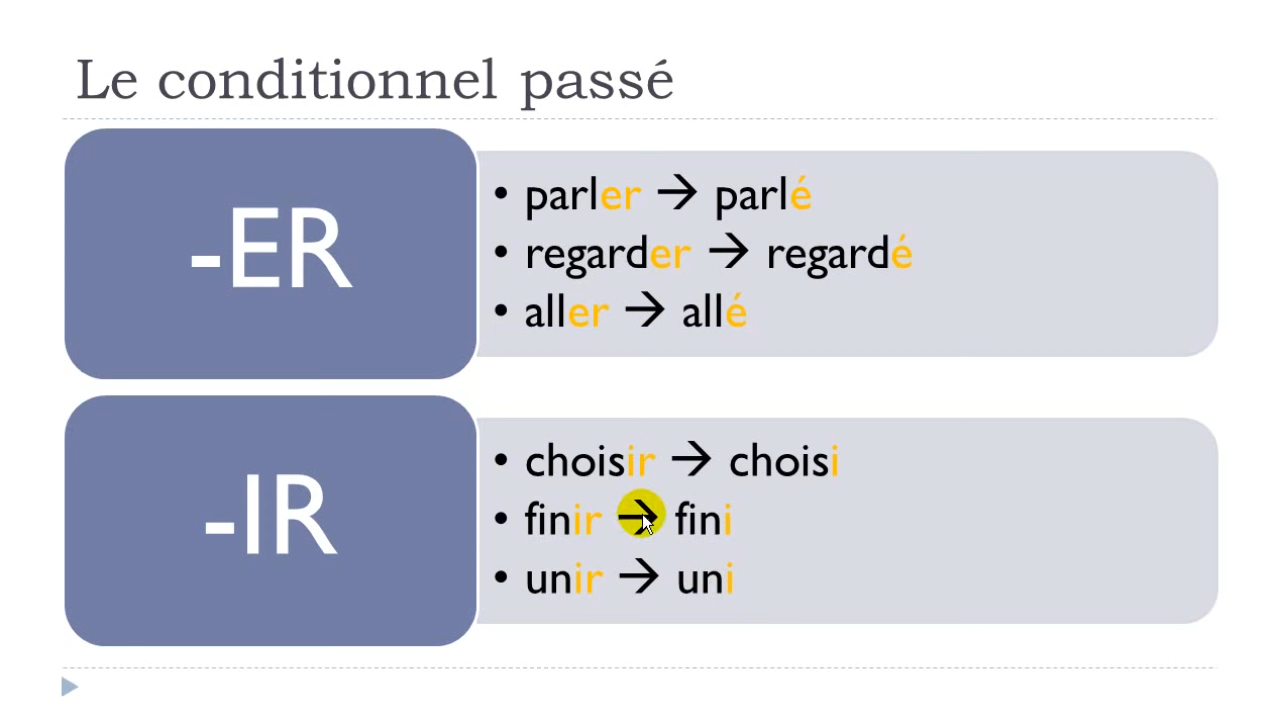 Le conditionnel passé
-ER
• parler → parlé
• regarder → regardé
• aller → allé
-IR
• choisir → choisi
• finir → fini
• unir → uni